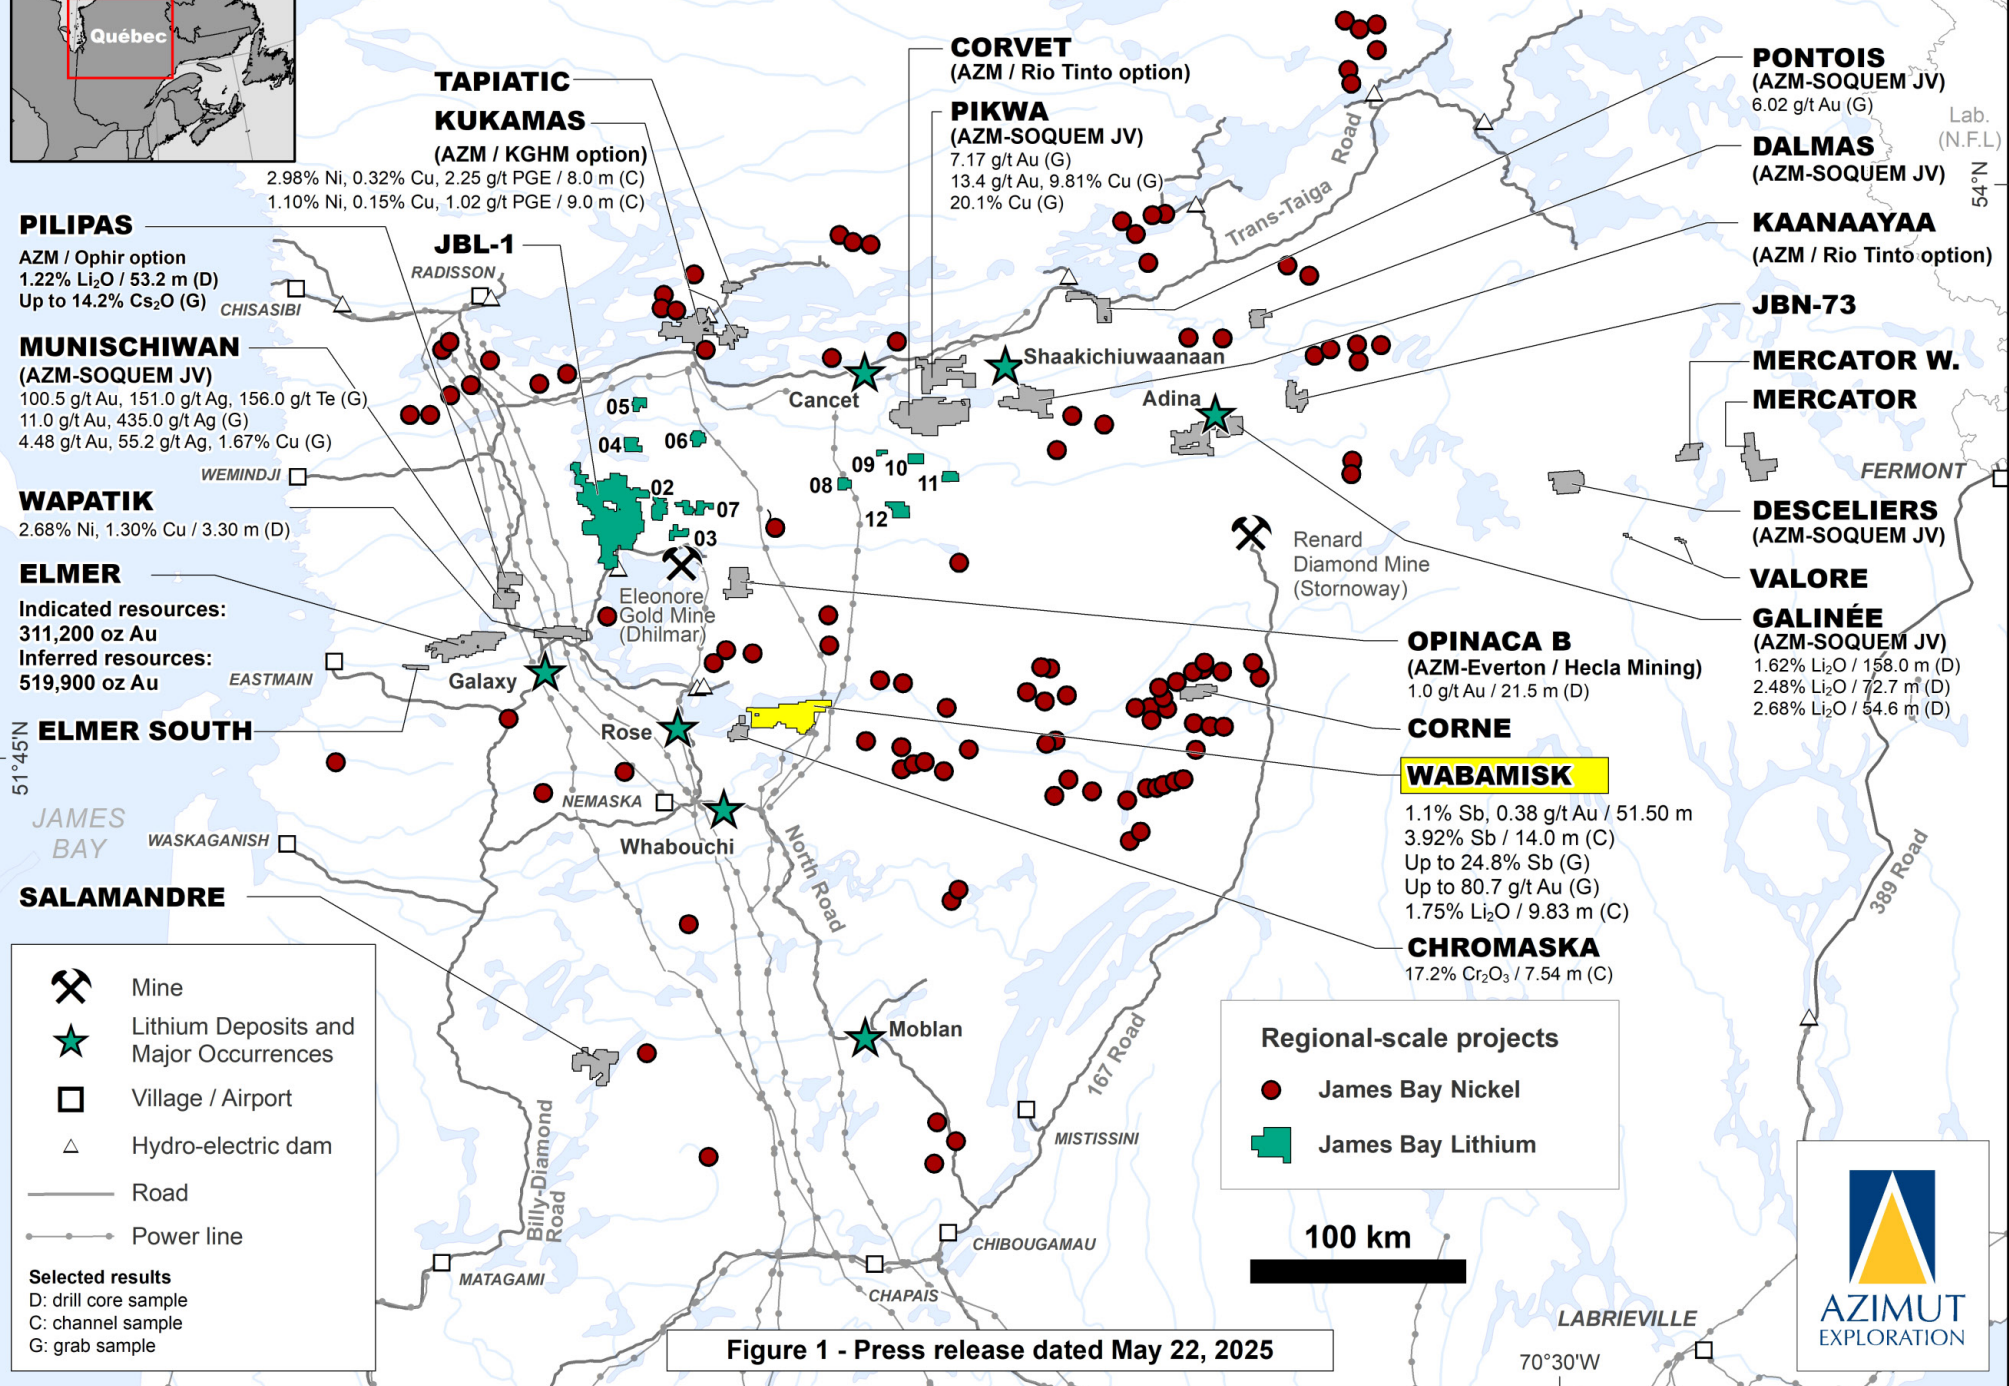 Québec
TAPIATIC
KUKAMAS
(AZM / KGHM option)
2.98% Ni, 0.32% Cu, 2.25 g/t PGE / 8.0 m (C)
1.10% Ni, 0.15% Cu, 1.02 g/t PGE / 9.0 m (C)
CORVET
(AZM / Rio Tinto option)
PIKWA
(AZM-SOQUEM JV)
7.17 g/t Au (G)
13.4 g/t Au, 9.81% Cu (G)
20.1% Cu (G)
PONTOIS
(AZM-SOQUEM JV)
6.02 g/t Au (G)
Lab.
(N.F.L)
54°N
DALMAS
(AZM-SOQUEM JV)
KAANAAYAA
(AZM / Rio Tinto option)
JBN-73
MERCATOR W.
MERCATOR
FERMONT
DESCELIERS
(AZM-SOQUEM JV)
VALORE
GALINÉE
(AZM-SOQUEM JV)
1.62% Li₂O / 158.0 m (D)
2.48% Li₂O / 72.7 m (D)
2.68% Li₂O / 54.6 m (D)
PILIPAS
AZM / Ophir option
1.22% Li₂O / 53.2 m (D)
Up to 14.2% Cs₂O (G)
JBL-1
RADISSON
CHISASIBI
MUNISCHIWAN
(AZM-SOQUEM JV)
100.5 g/t Au, 151.0 g/t Ag, 156.0 g/t Te (G)
11.0 g/t Au, 435.0 g/t Ag (G)
4.48 g/t Au, 55.2 g/t Ag, 1.67% Cu (G)
WEMINDJI
WAPATIK
2.68% Ni, 1.30% Cu / 3.30 m (D)
ELMER
Indicated resources:
311,200 oz Au
Inferred resources:
519,900 oz Au
EASTMAIN
ELMER SOUTH
51°45'N
JAMES
BAY
WASKAGANISH
SALAMANDRE
Trans-Taiga
Road
Shaakichiuwaanaan
Cancet
Adina
05
04
06
02
07
03
08
09
10
11
12
Eleonore
Gold Mine
(Dhilmar)
Renard
Diamond Mine
(Stornoway)
Galaxy
Rose
NEMASKA
Whabouchi
North Road
OPINACA B
(AZM-Everton / Hecla Mining)
1.0 g/t Au / 21.5 m (D)
CORNE
WABAMISK
1.1% Sb, 0.38 g/t Au / 51.50 m
3.92% Sb / 14.0 m (C)
Up to 24.8% Sb (G)
Up to 80.7 g/t Au (G)
1.75% Li₂O / 9.83 m (C)
CHROMASKA
17.2% Cr₂O₃ / 7.54 m (C)
389 Road
Moblan
167 Road
MISTISSINI
Billy-Diamond
Road
MATAGAMI
CHIBOUGAMAU
CHAPAIS
LABRIEVILLE
70°30'W
Mine
Lithium Deposits and
Major Occurrences
Village / Airport
Hydro-electric dam
Road
Power line
Selected results
D: drill core sample
C: channel sample
G: grab sample
Regional-scale projects
James Bay Nickel
James Bay Lithium
100 km
Figure 1 - Press release dated May 22, 2025
AZIMUT
EXPLORATION